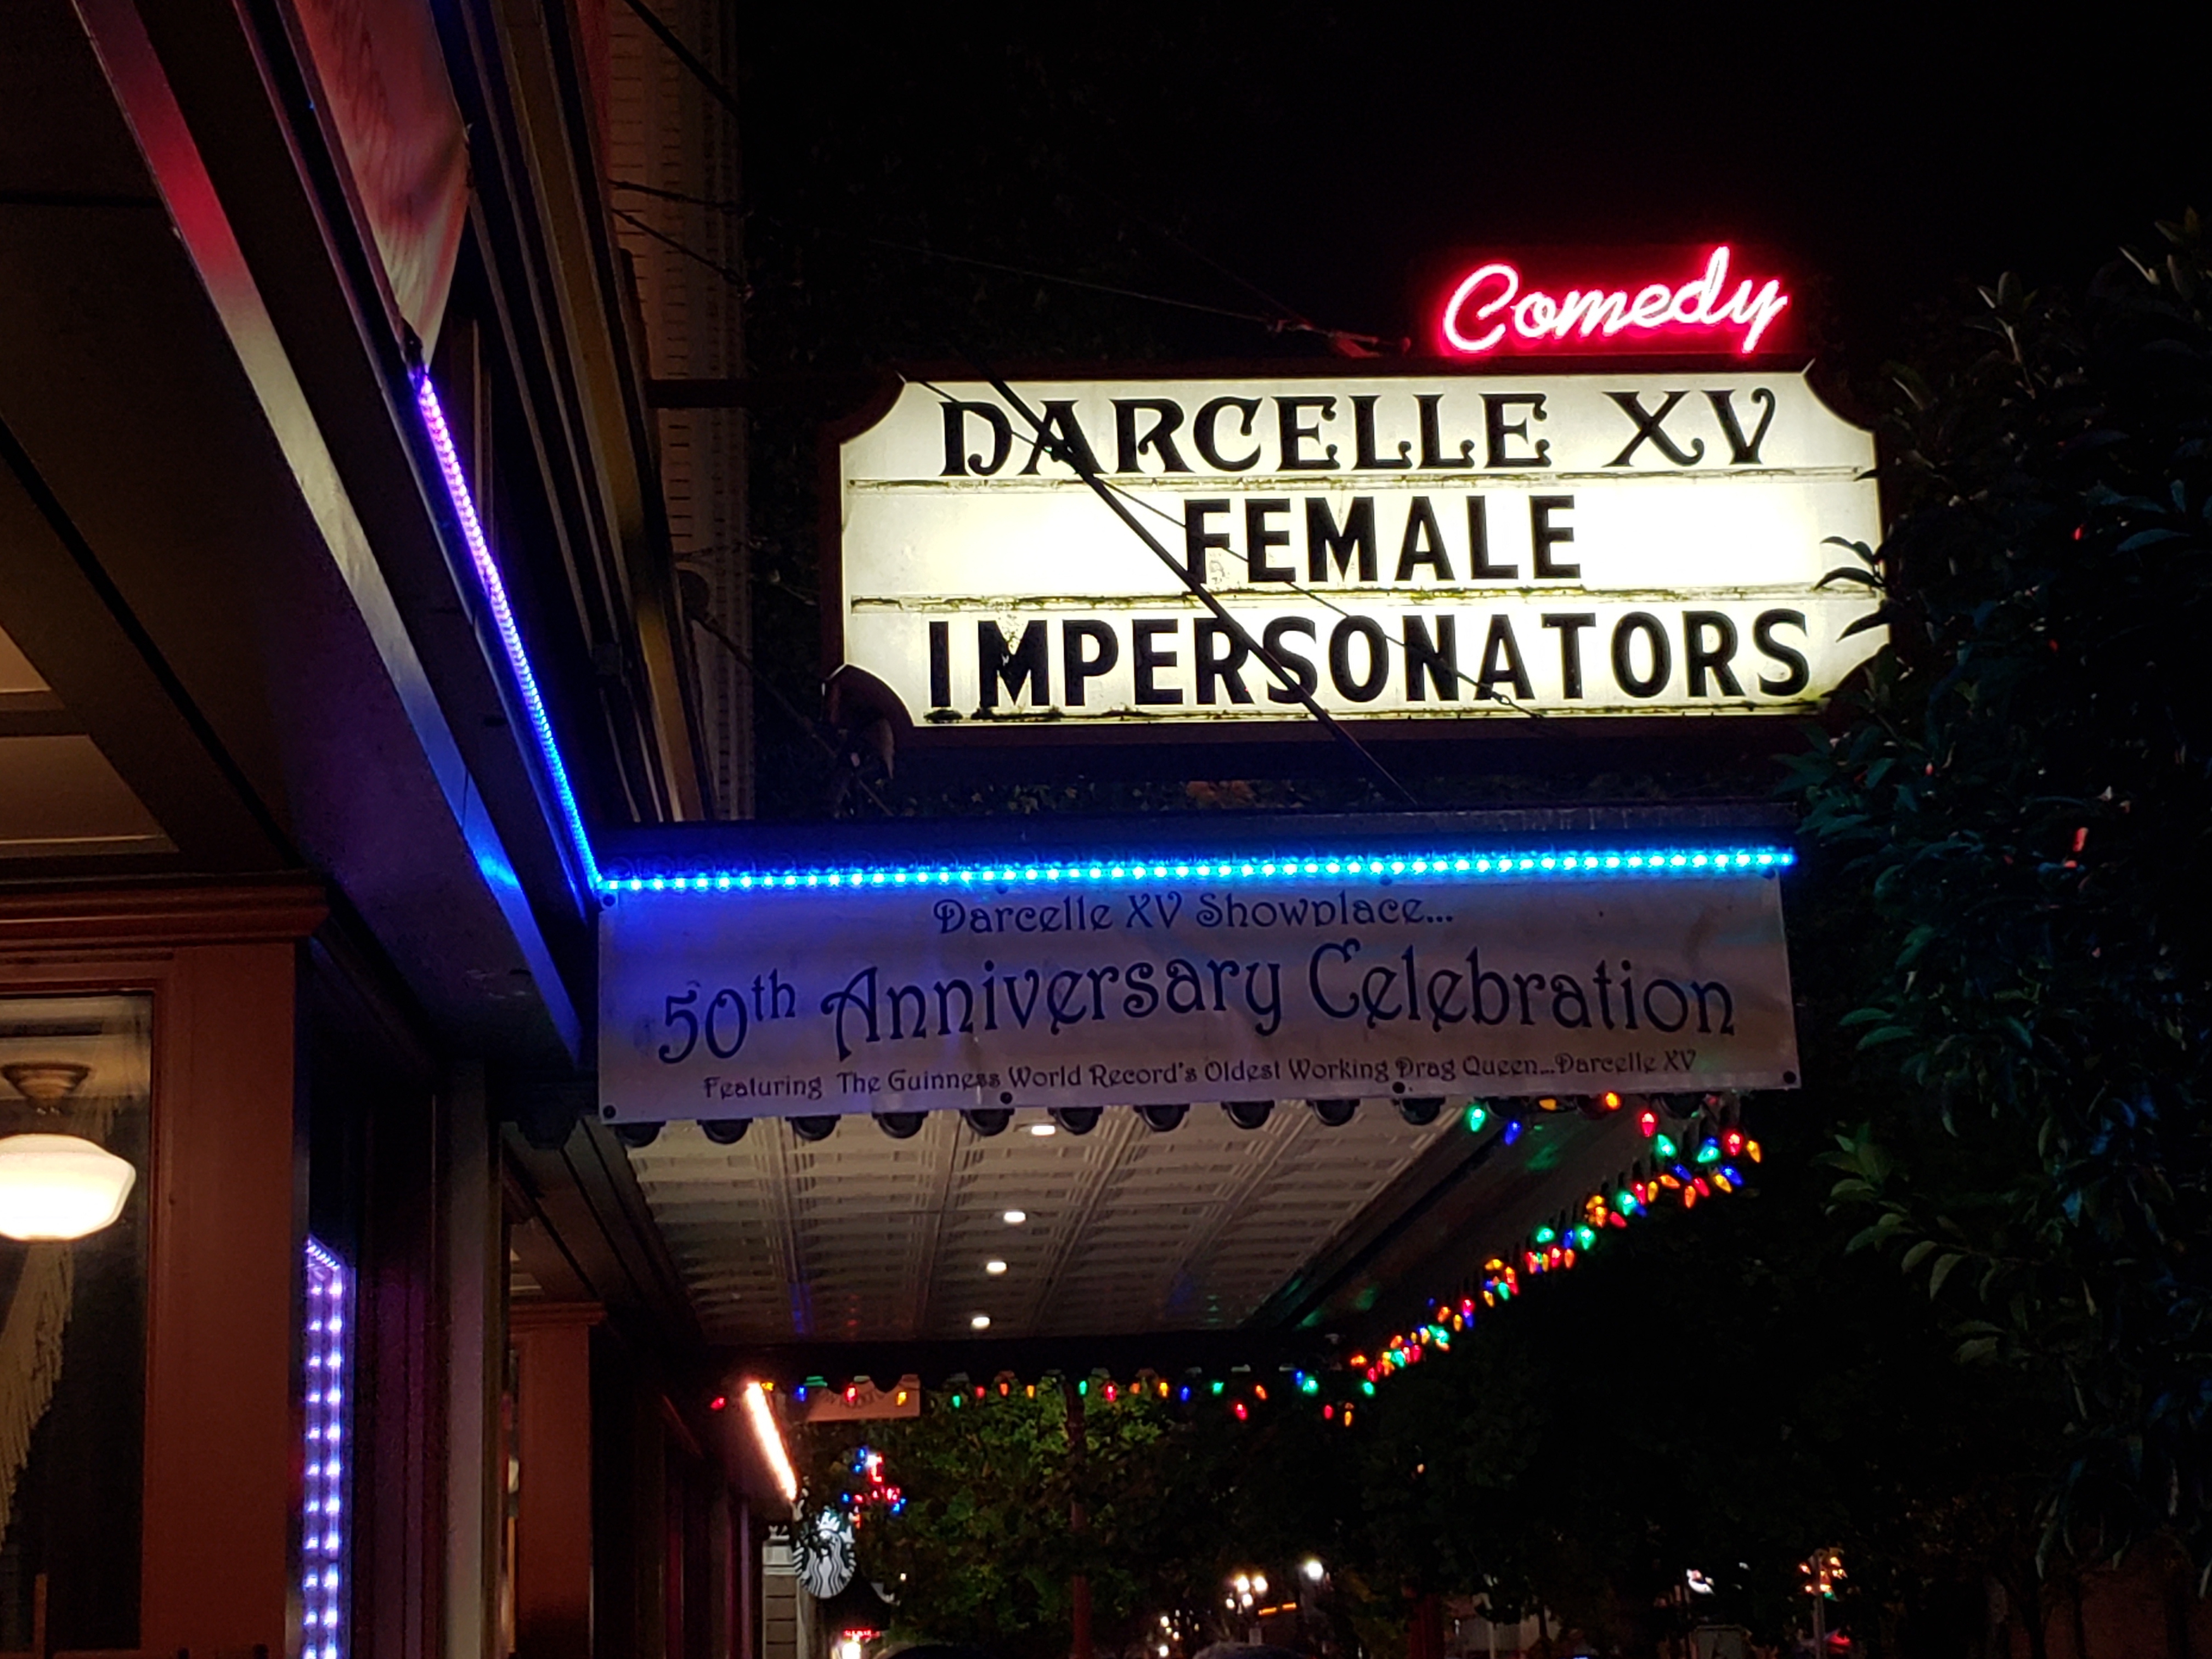 Comedy
DARCELLE XV
FEMALE
IMPERSONATORS
Darcelle XV Showplace...
50th Anniversary Celebration
Featuring The Guinness World Record's Oldest Working Drag Queen...Darcelle XV